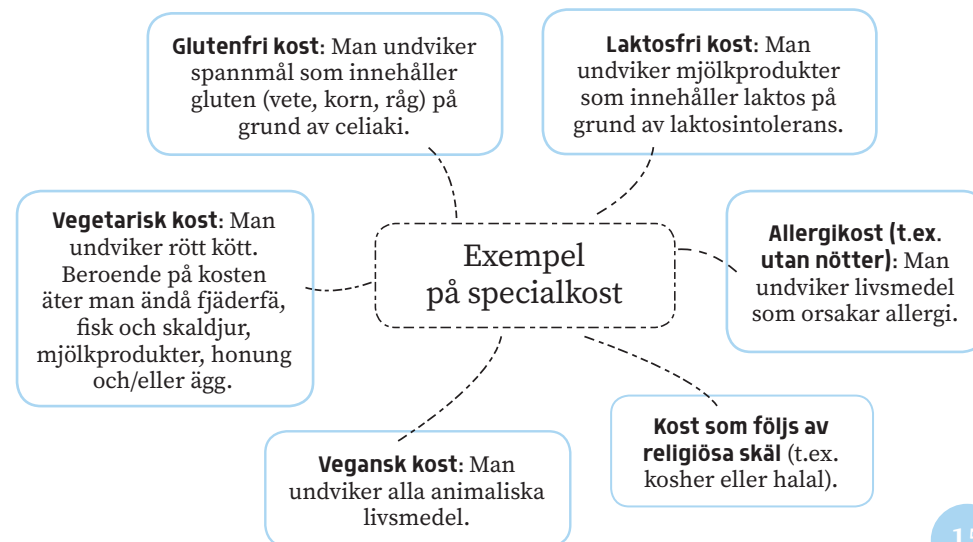 Glutenfri kost: Man undviker
spannmål som innehåller
gluten (vete, korn, råg) på
grund av celiaki.
Laktosfri kost: Man
undviker mjölkprodukter
som innehåller laktos på
grund av laktosintolerans.
Vegetarisk kost: Man
undviker rött kött.
Beroende på kosten
äter man ändå fjäderfä,
fisk och skaldjur,
mjölkprodukter, honung
och/eller ägg.
Exempel
på specialkost
Allergikost (t.ex.
utan nötter): Man
undviker livsmedel
som orsakar allergi.
Vegansk kost: Man
undviker alla animaliska
livsmedel.
Kost som följs av
religiösa skäl (t.ex.
kosher eller halal).